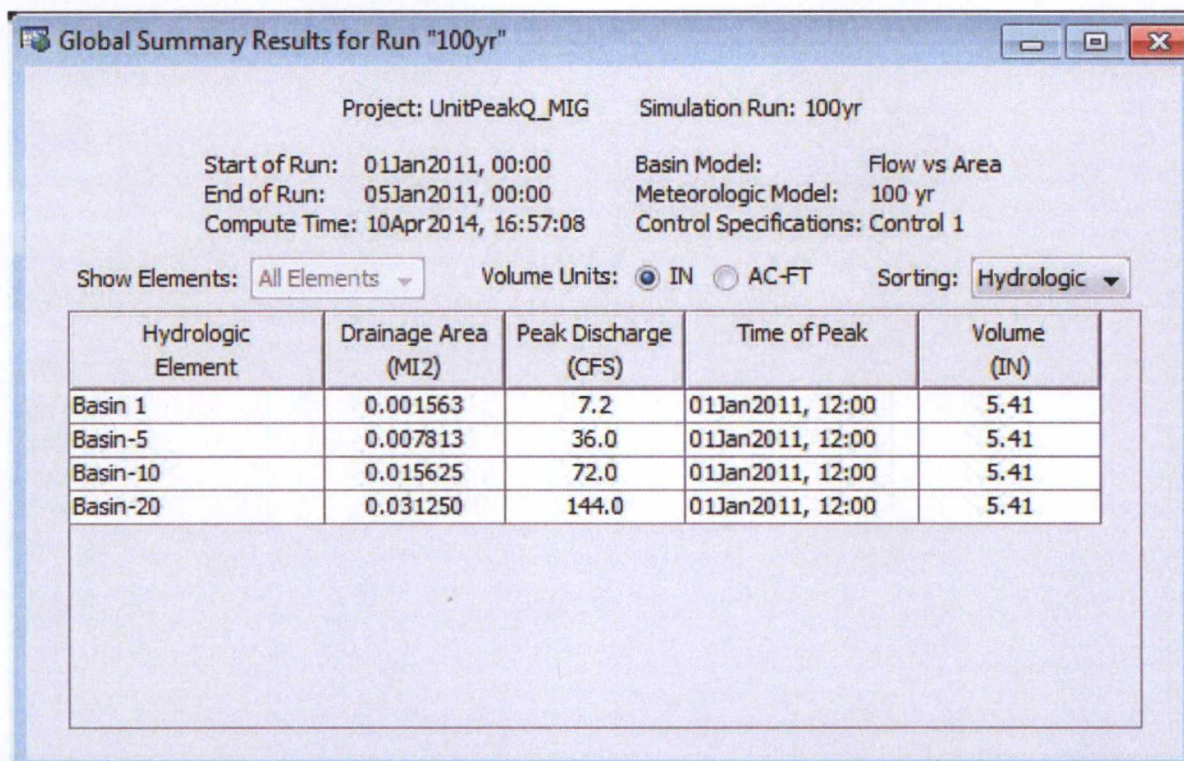 Global Summary Results for Run "100yr"
Project: UnitPeakQ_MIG Simulation Run: 100yr
Start of Run: 01Jan2011, 00:00 Basin Model: Flow vs Area
End of Run: 05Jan2011, 00:00 Meteorologic Model: 100 yr
Compute Time: 10Apr2014, 16:57:08 Control Specifications: Control 1
Show Elements: All Elements Volume Units: IN AC-FT Sorting: Hydrologic
Hydrologic Drainage Area Peak Discharge Time of Peak Volume
Element (MI2) (CFS) (IN)
Basin 1 0.001563 7.2 01Jan2011, 12:00 5.41
Basin-5 0.007813 36.0 01Jan2011, 12:00 5.41
Basin-10 0.015625 72.0 01Jan2011, 12:00 5.41
Basin-20 0.031250 144.0 01Jan2011, 12:00 5.41